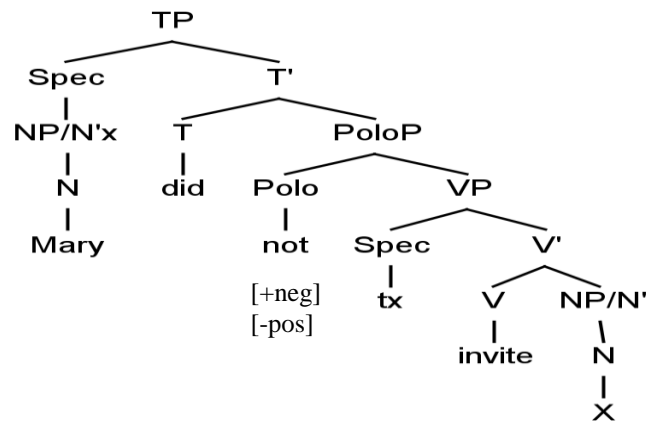 TP
Spec T'
NP/N'x T PoloP
N did Polo VP
Mary not Spec V'
[+neg] tx V NP/N'
[-pos] invite N
X